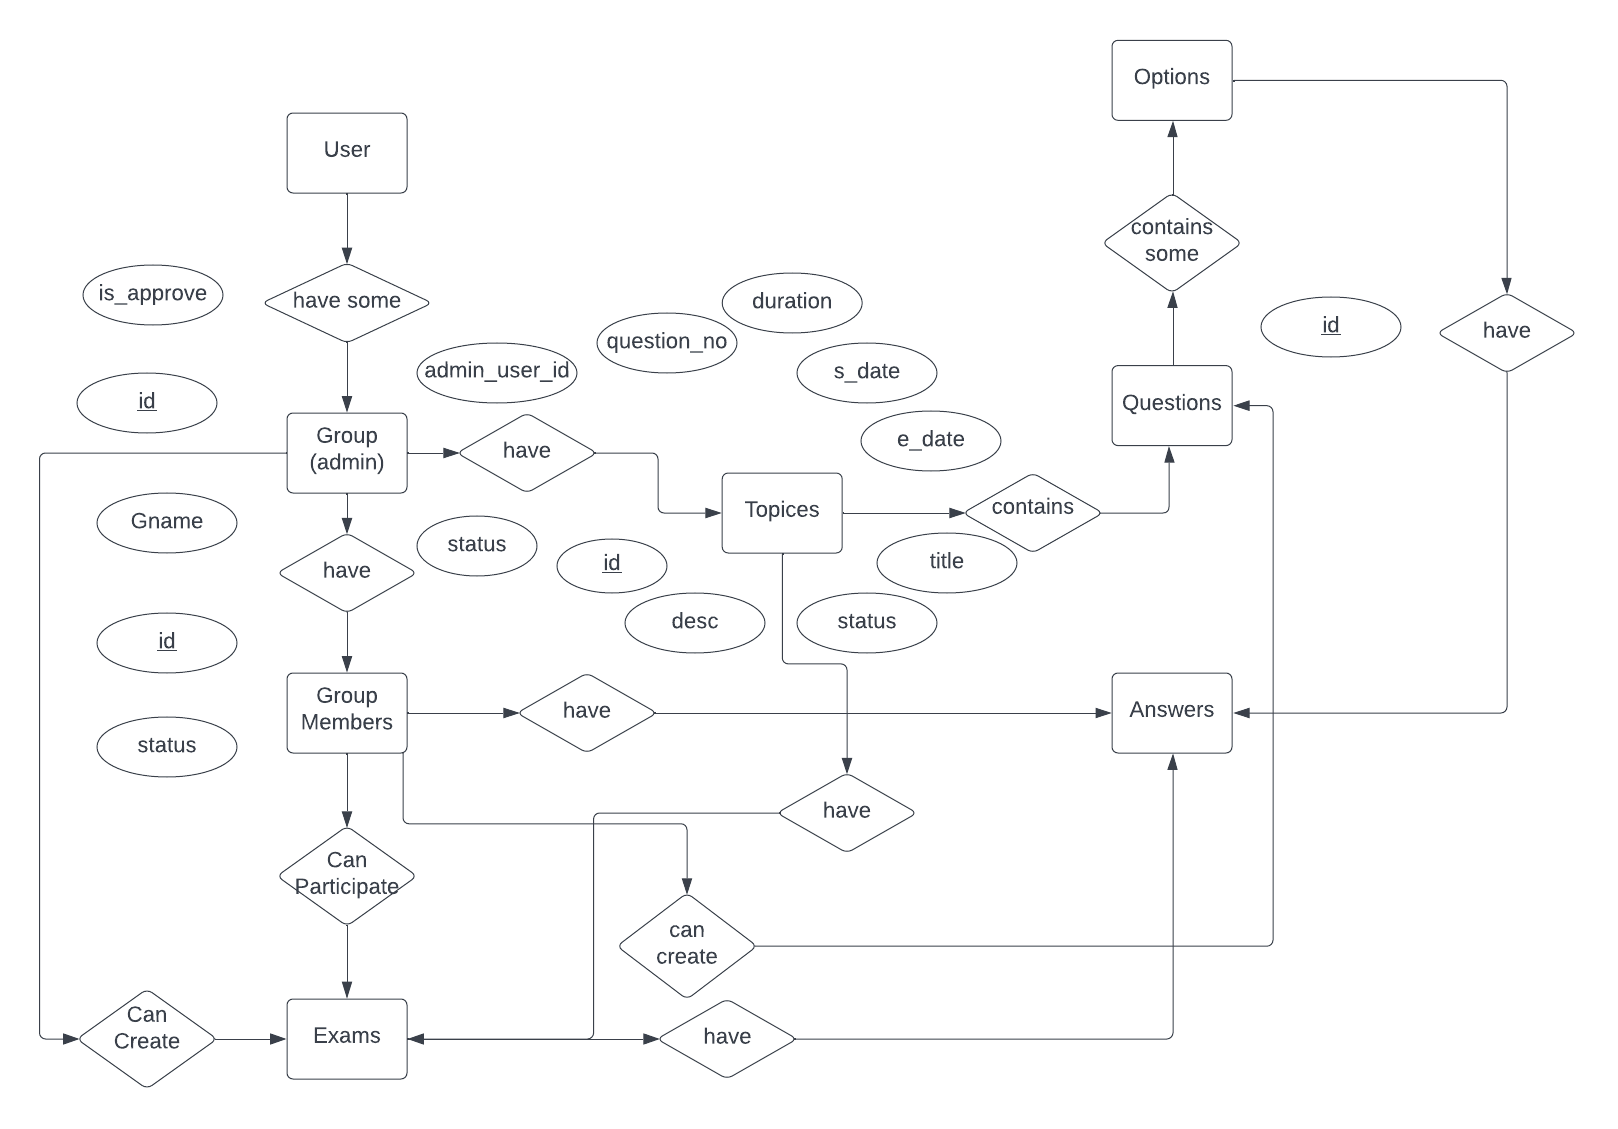 Options
User
contains
some
is_approve
have some
duration
question_no
id
have
admin_user_id
s_date
id
Questions
e_date
Group
(admin)
have
Topices
contains
Gname
status
id
title
have
desc
status
id
Group
Members
have
Answers
status
have
Can
Participate
can
create
Can
Create
Exams
have